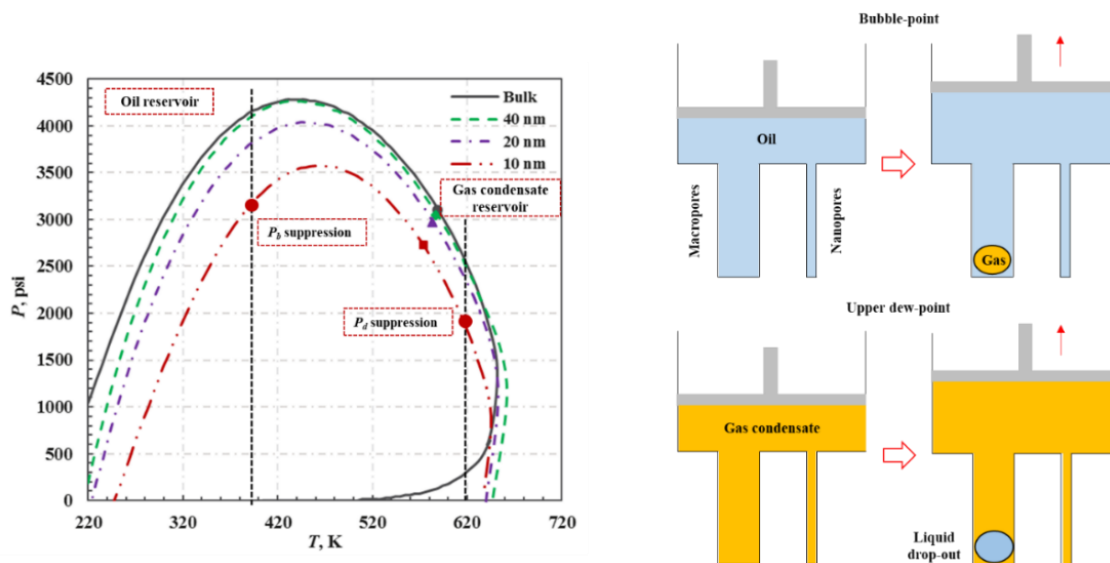 4500
4000
3500
3000
2500
2000
1500
1000
500
0
P, psi
220
320
420
520
620
720
T, K
Oil reservoir
Bulk
40 nm
20 nm
10 nm
Gas condensate
reservoir
P_b suppression
P_d suppression
Bubble-point
Oil
Macropores
Nanopores
Gas
Upper dew-point
Gas condensate
Liquid
drop-out